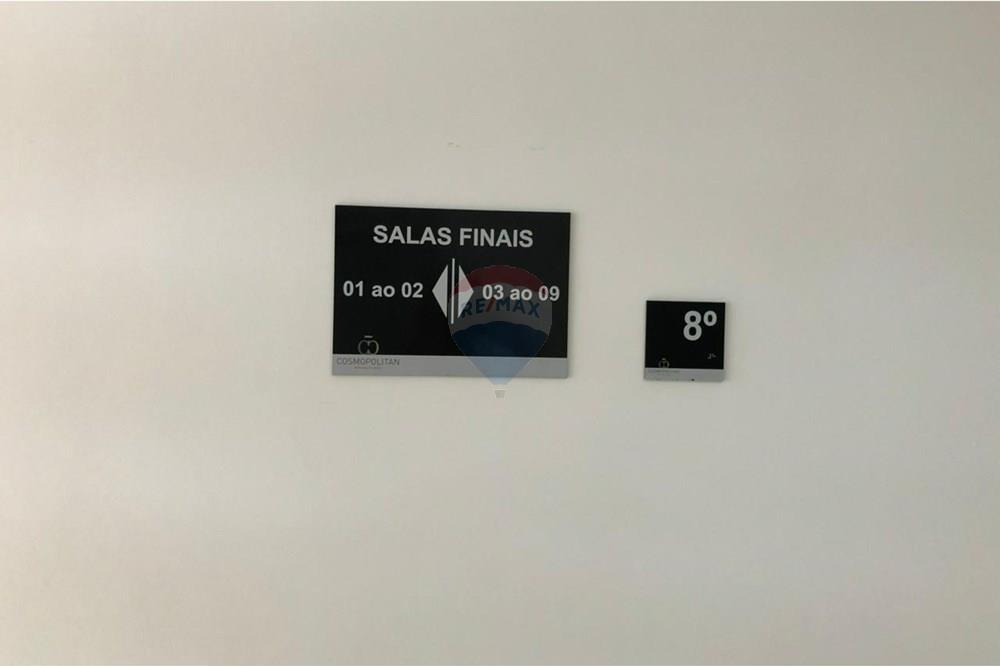 SALAS FINAIS
01 ao 02
03 ao 09
RE/MAX
COSMOPOLITAN
8º